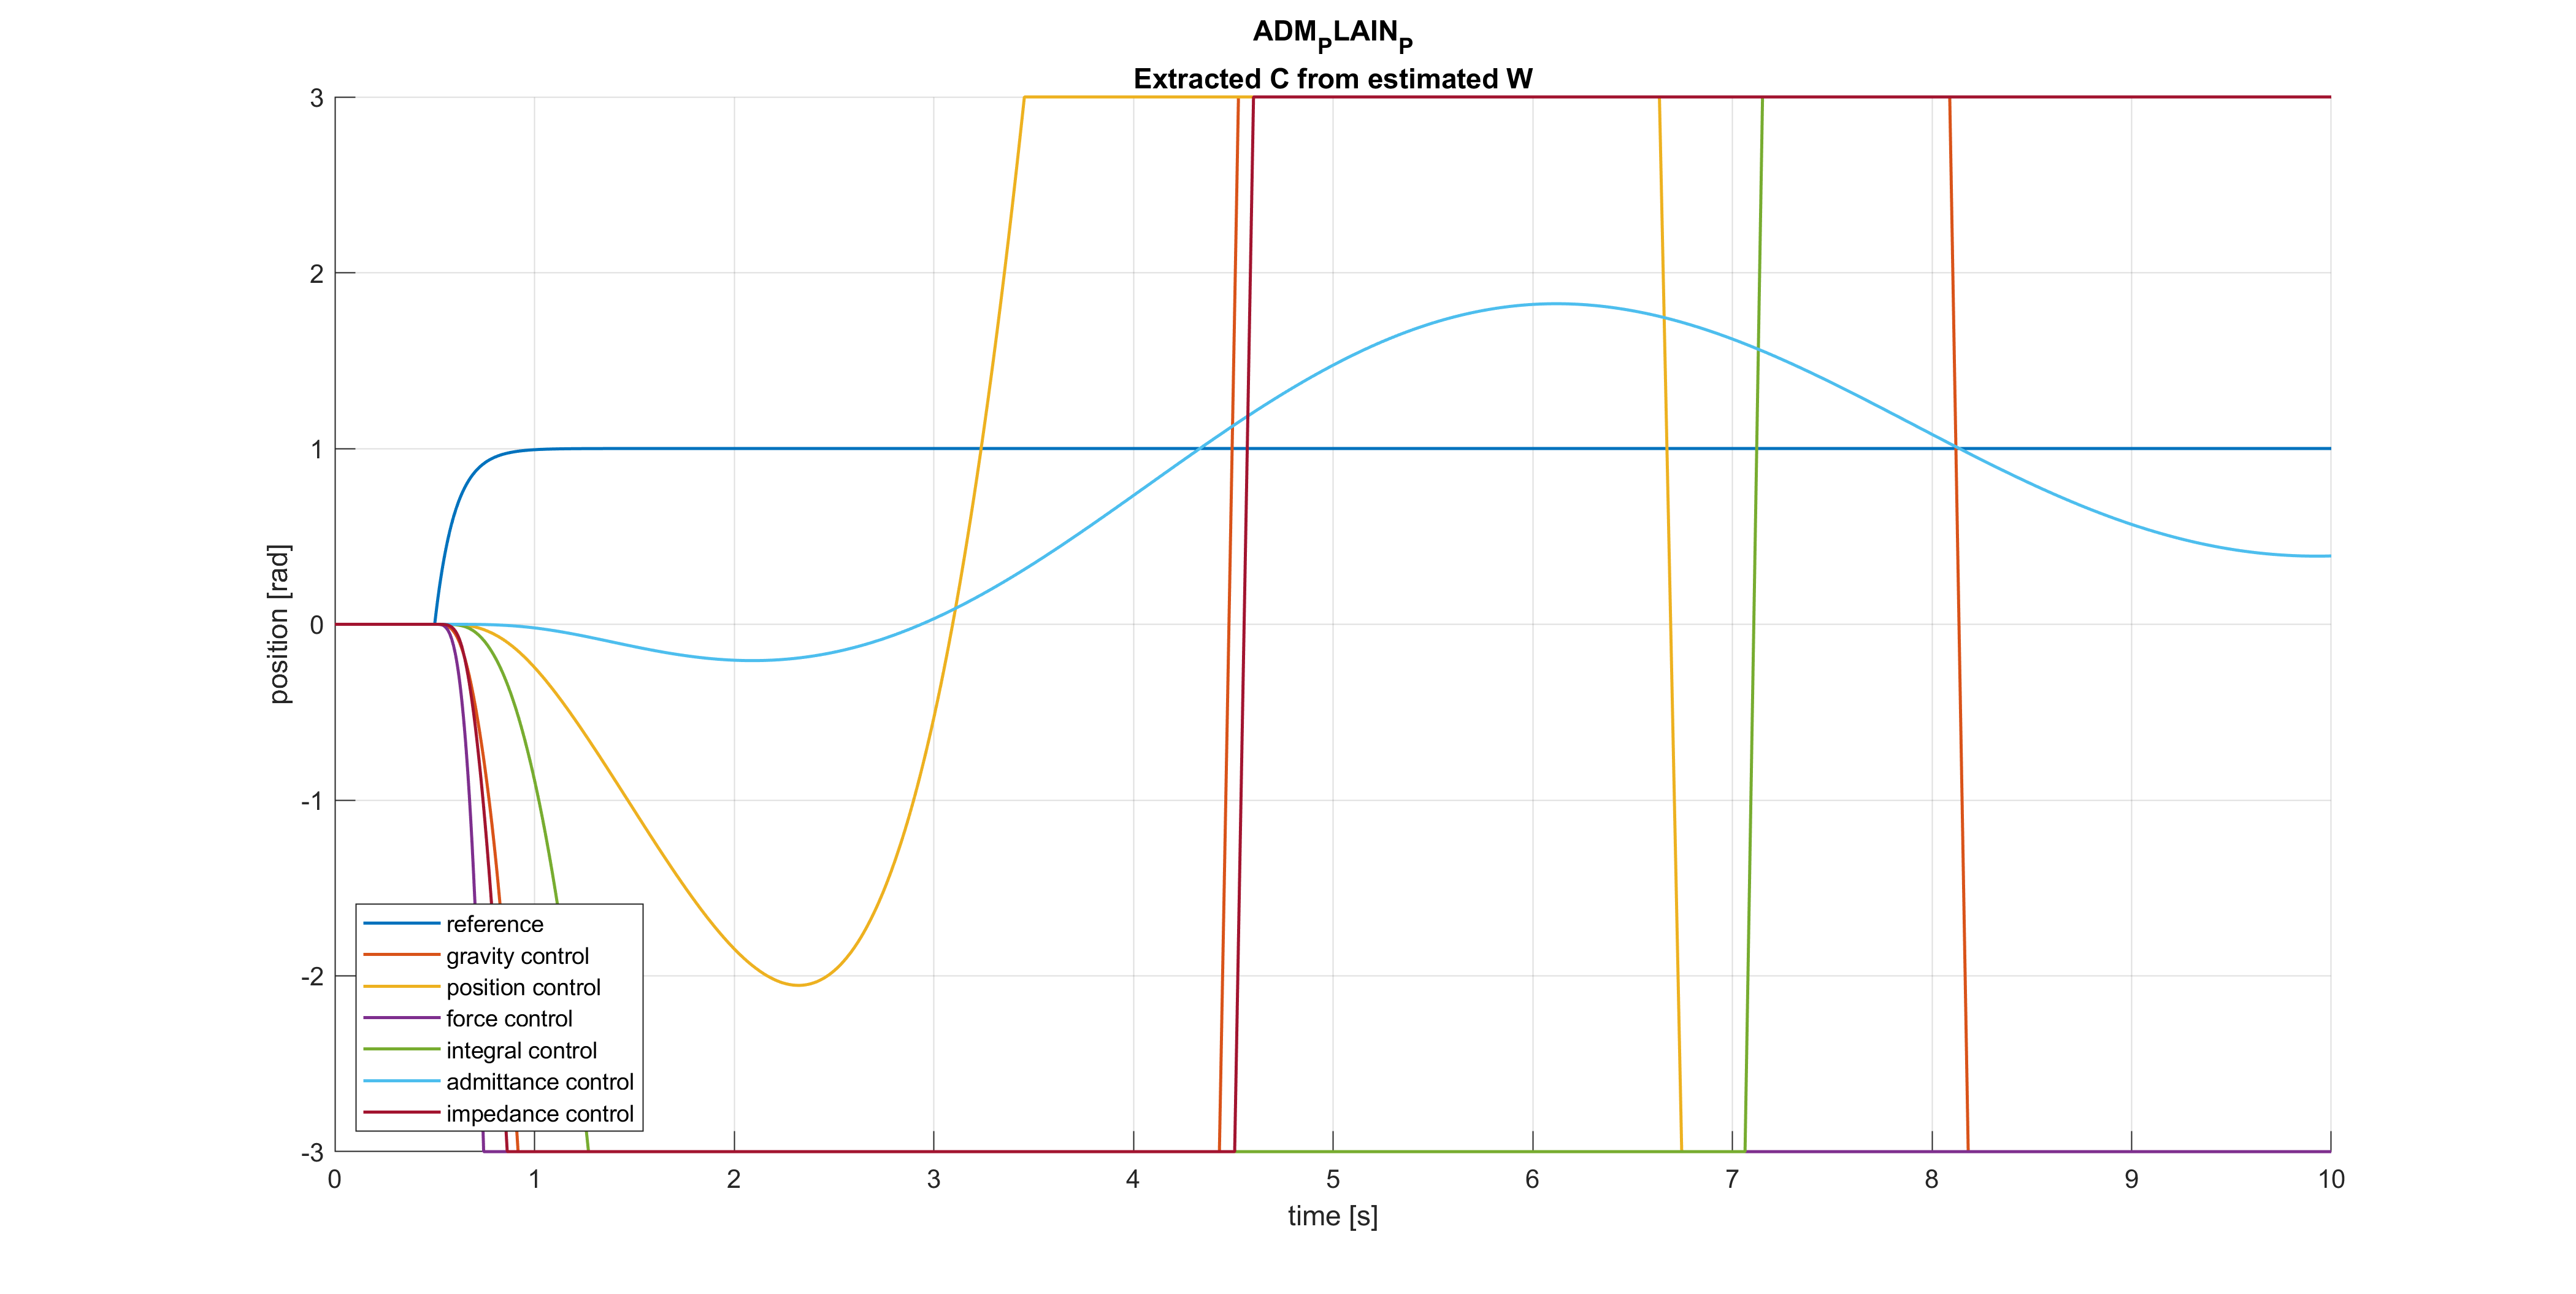 ADM_PLAIN_P
Extracted C from estimated W
3
2
1
0
-1
-2
-3
position [rad]
reference
gravity control
position control
force control
integral control
admittance control
impedance control
0 1 2 3 4 5 6 7 8 9 10
time [s]